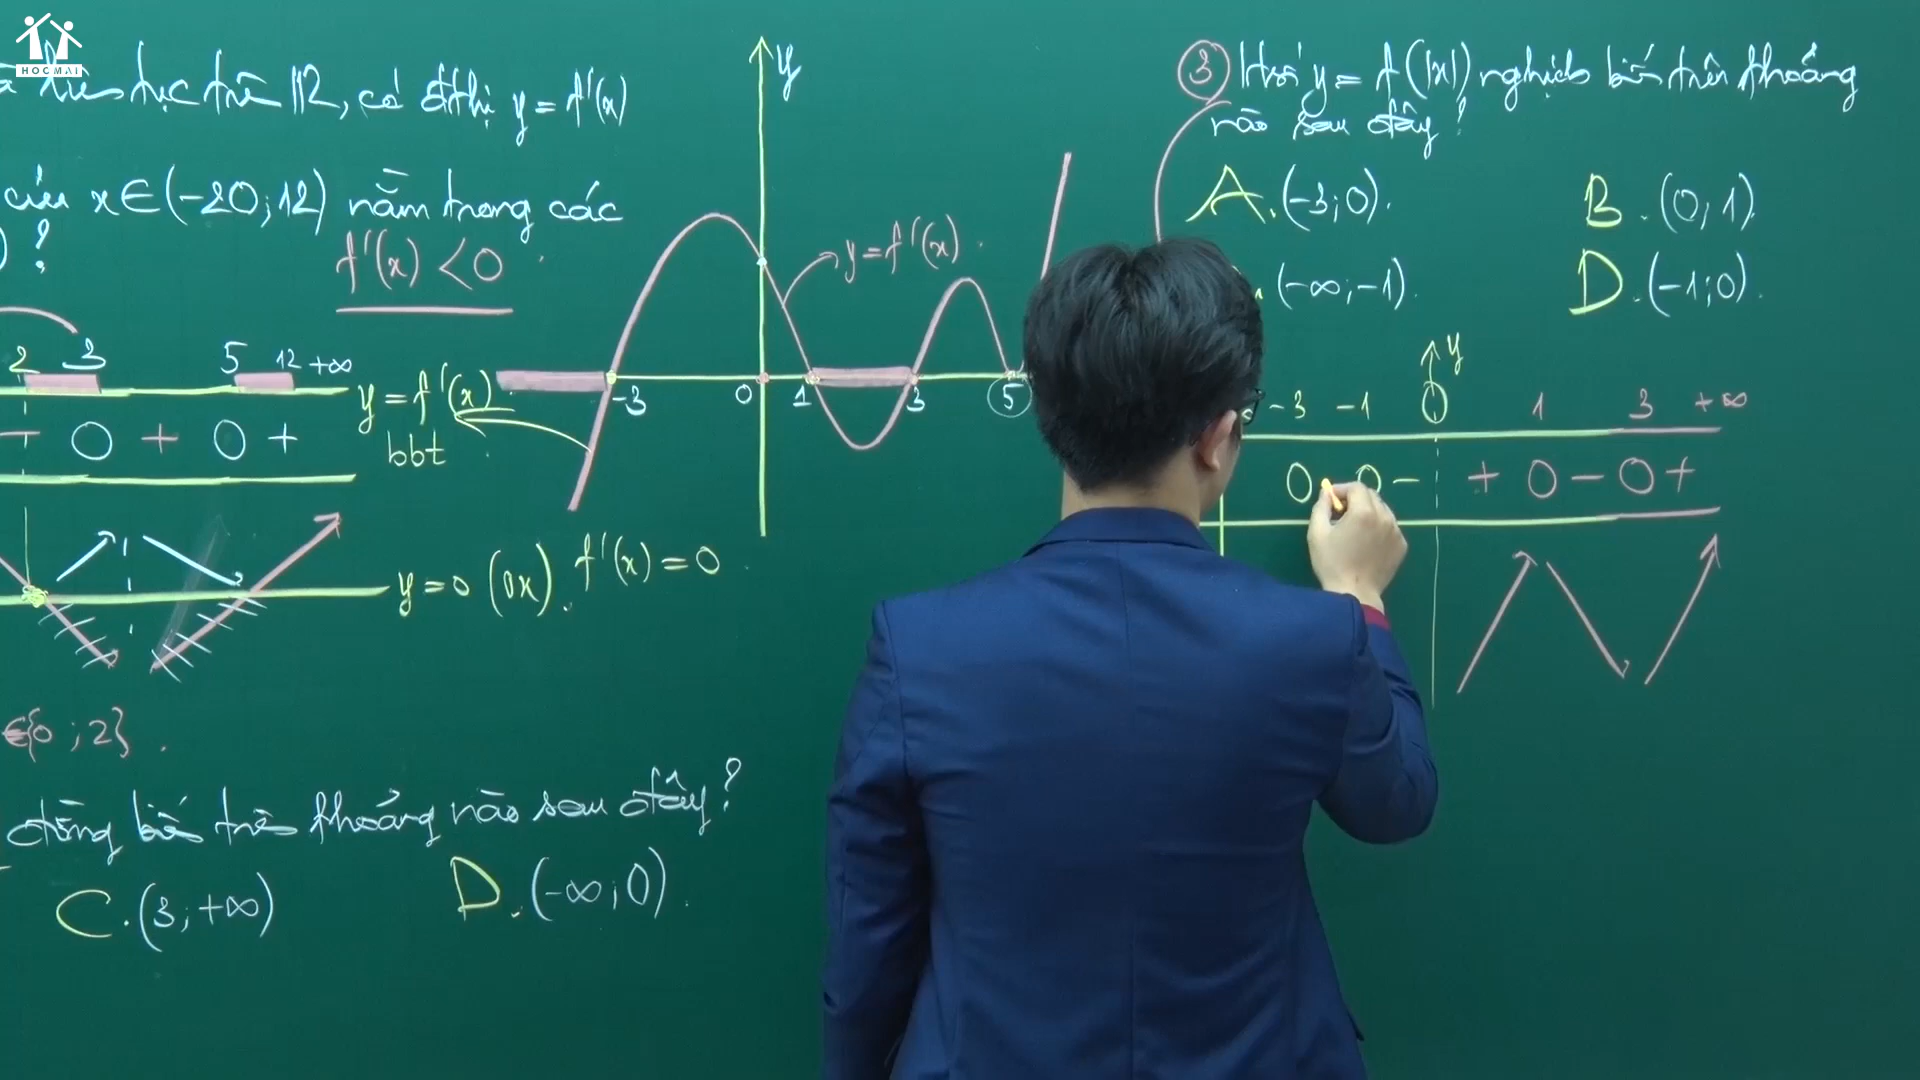 HOCMAI
liên tục trên R, có đthị y = f'(x)
của x ∈ (-20; 12) nằm trong các
) ?
f'(x) < 0
2 3 5 12 +∞
+ 0 + 0 +
y = f'(x)
bbt
y = 0 (0x). f'(x) = 0
∈ {0 ; 2}.
đồng biến trên khoảng nào sau đây?
C. (3; +∞) D. (-∞; 0)
y
y = f'(x)
-3 0 1 3 5
③ Hỏi y = f(|x|) nghịch biến trên khoảng
nào sau đây?
A. (-3; 0). B. (0; 1).
(-∞; -1). D. (-1; 0).
y
-3 -1 0 1 3 +∞
0 0 - + 0 - 0 +